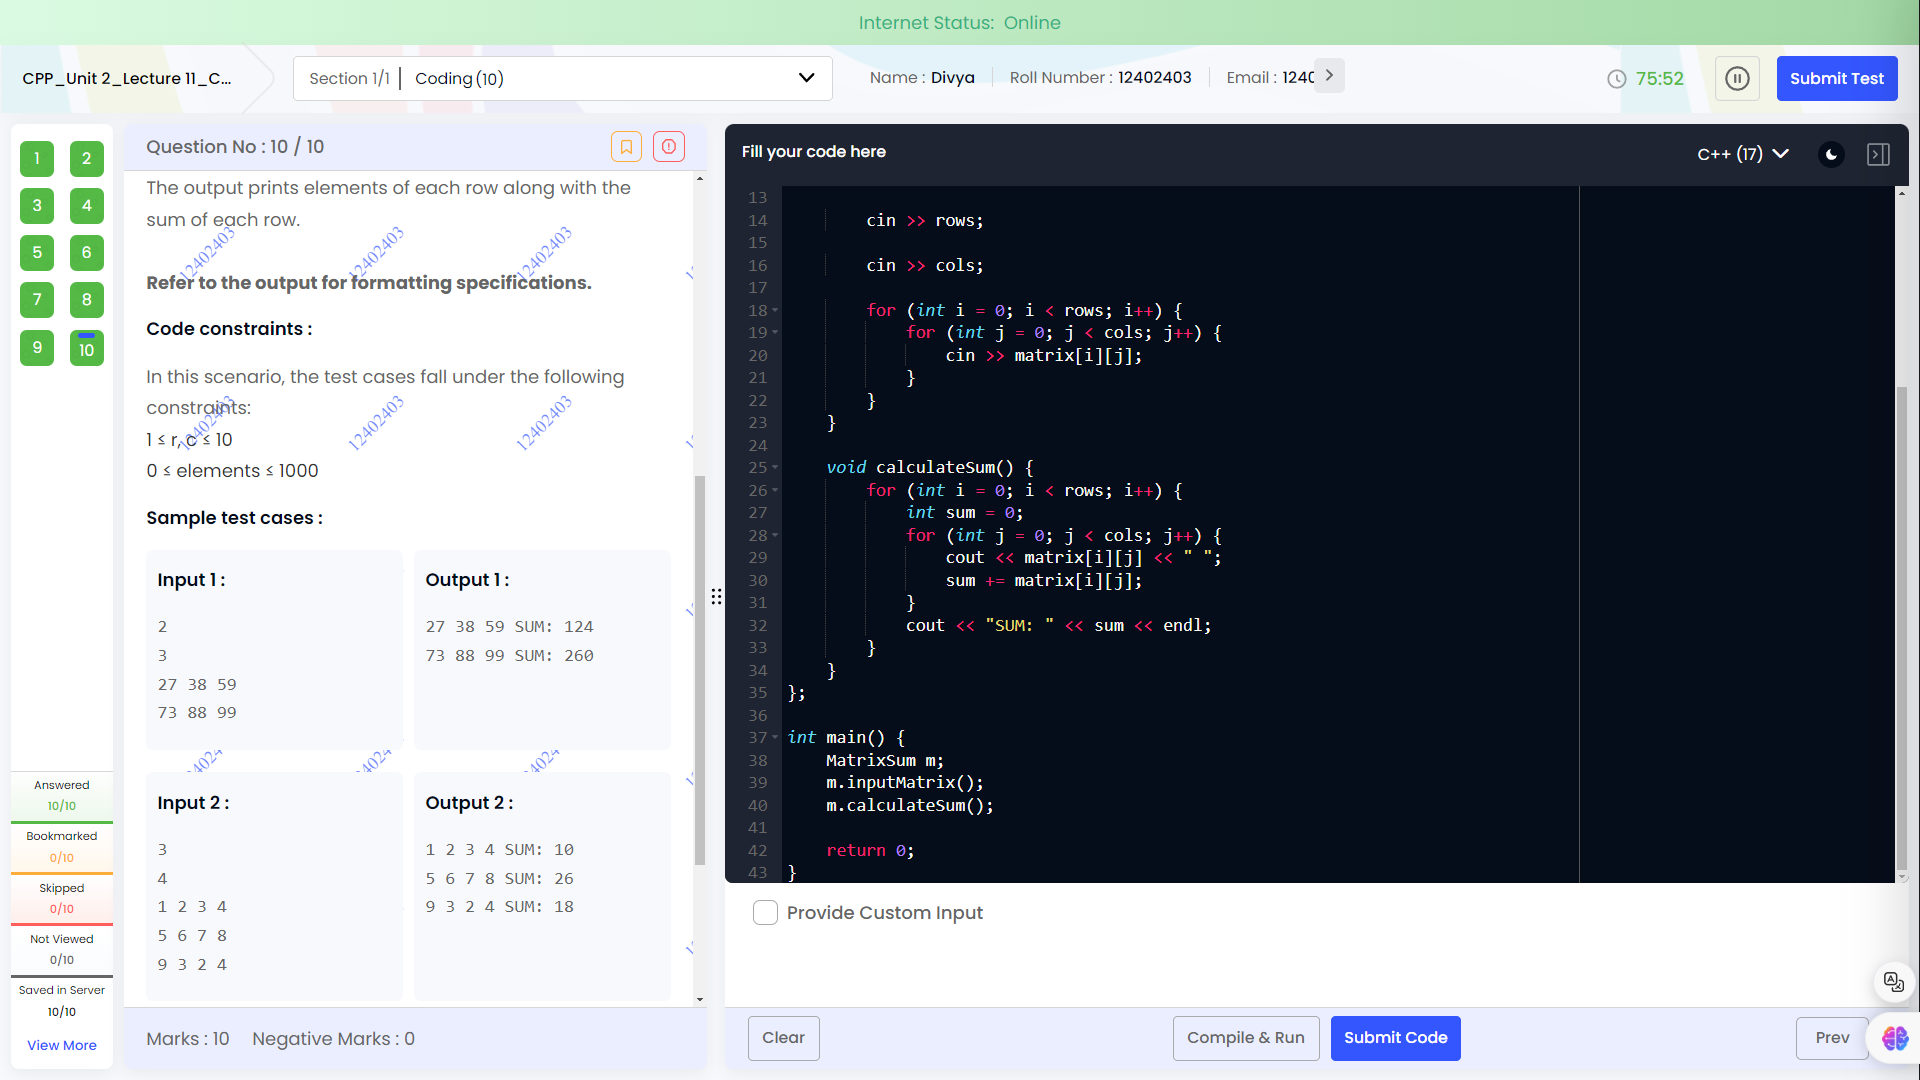 Internet Status: Online
CPP_Unit 2_Lecture 11_C...
Section 1/1 | Coding (10)
Name : Divya
Roll Number : 12402403
Email : 1240
75:52
Submit Test
1
2
3
4
5
6
7
8
9
10
Answered
10/10
Bookmarked
0/10
Skipped
0/10
Not Viewed
0/10
Saved in Server
10/10
View More
Question No : 10 / 10
The output prints elements of each row along with the
sum of each row.
12402403 12402403 12402403
Refer to the output for formatting specifications.
Code constraints :
In this scenario, the test cases fall under the following
constraints:
12402403 12402403 12402403
1 ≤ r, c ≤ 10
0 ≤ elements ≤ 1000
Sample test cases :
Input 1 :
2
3
27 38 59
73 88 99
Output 1 :
27 38 59 SUM: 124
73 88 99 SUM: 260
Input 2 :
3
4
1 2 3 4
5 6 7 8
9 3 2 4
Output 2 :
1 2 3 4 SUM: 10
5 6 7 8 SUM: 26
9 3 2 4 SUM: 18
Marks : 10
Negative Marks : 0
Fill your code here
C++ (17)
13
14 cin >> rows;
15
16 cin >> cols;
17
18 for (int i = 0; i < rows; i++) {
19 for (int j = 0; j < cols; j++) {
20 cin >> matrix[i][j];
21 }
22 }
23 }
24
25 void calculateSum() {
26 for (int i = 0; i < rows; i++) {
27 int sum = 0;
28 for (int j = 0; j < cols; j++) {
29 cout << matrix[i][j] << " ";
30 sum += matrix[i][j];
31 }
32 cout << "SUM: " << sum << endl;
33 }
34 }
35 };
36
37 int main() {
38 MatrixSum m;
39 m.inputMatrix();
40 m.calculateSum();
41
42 return 0;
43 }
Provide Custom Input
Clear
Compile & Run
Submit Code
Prev